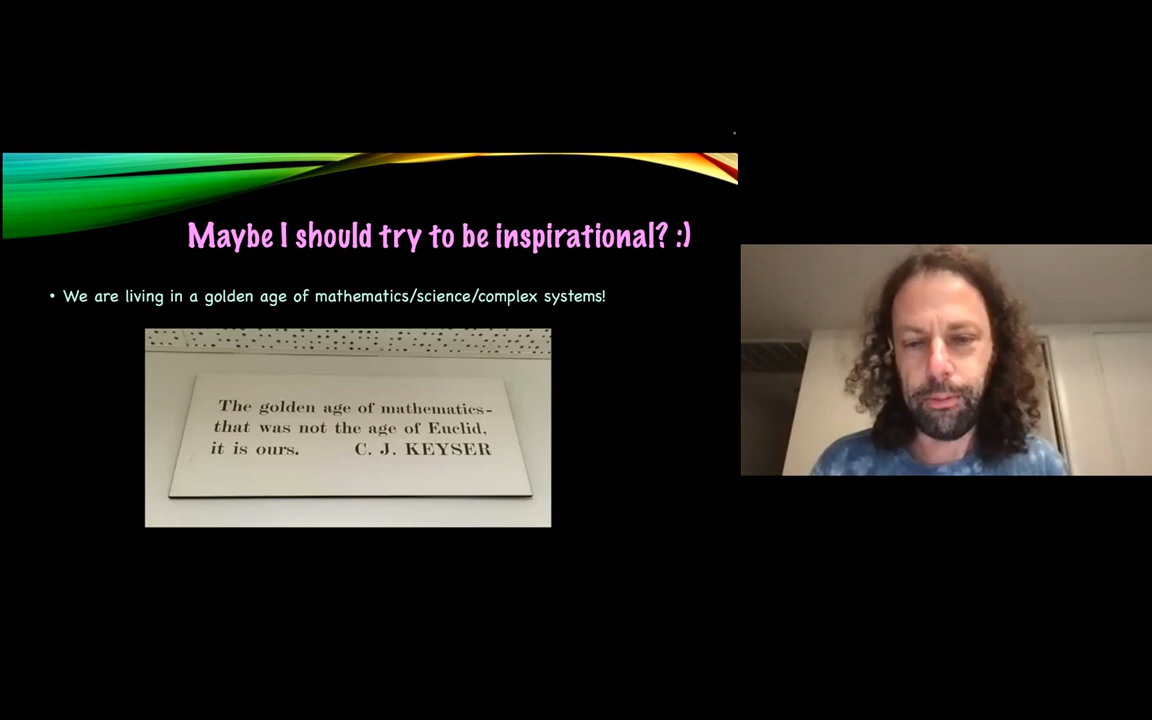 Maybe I should try to be inspirational? :)
• We are living in a golden age of mathematics/science/complex systems!
The golden age of mathematics-
that was not the age of Euclid,
it is ours. C. J. KEYSER